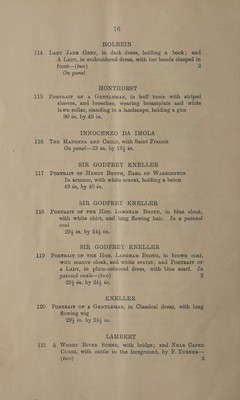 16
HOLBEIN
114 LADY JANE GREY, in dark dress, holding a book; and
A LADY, in embroidered dress, with her hands clasped in
front—(two) 2
On panel
HONTHORST
115 PORTRAIT OF A GENTLEMAN, in buff tunic with striped
sleeves, and breeches, wearing breastplate and white
lawn collar, standing in a landscape, holding a gun
80 in. by 49 in.
INNOCENZO DA IMOLA
116 THE MADONNA AND CHILD, with Saint Francis
On panel—23 in. by 19½ in.
SIR GODFREY KNELLER
117 PORTRAIT OF HENRY BOOTH, EARL OF WARRINGTON
In armour, with white cravat, holding a baton
49 in. by 40 in.
SIR GODFREY KNELLER
118 PORTRAIT OF THE HON. LANGHAM BOOTH, in blue cloak,
with white shirt, and long flowing hair. In a painted
oval
29½ in. by 24½ in.
SIR GODFREY KNELLER
119 PORTRAIT OF THE HON. LANGHAM BOOTH, in brown coat,
with mauve cloak, and white cravat; and PORTRAIT OF
A LADY, in plum-coloured dress, with blue scarf. In
painted ovals—(two) 2
29½ in. by 24½ in.
KNELLER
120 PORTRAIT OF A GENTLEMAN, in Classical dress, with long
flowing wig
29½ in. by 24½ in.
LAMBERT
121 A WOODY RIVER SCENE, with bridge; and NEAR CAPEL
CURIG, with cattle in the foreground, by F. TURNER—
(two) 2